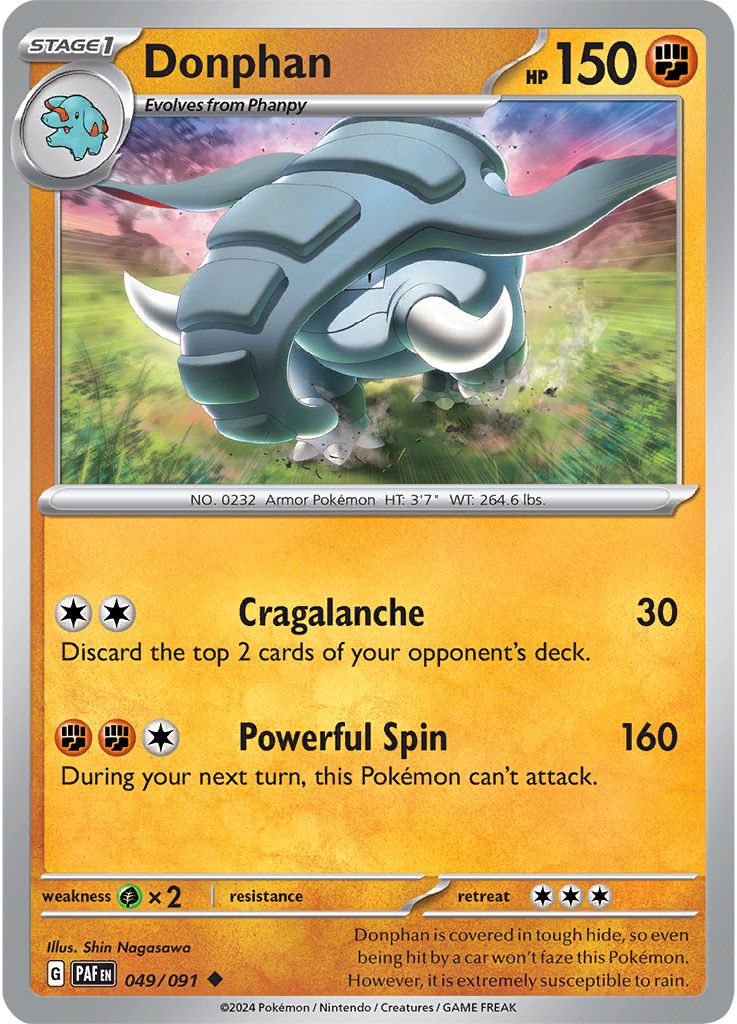 STAGE 1
Donphan
HP 150
Evolves from Phanpy
NO. 0232 Armor Pokémon HT: 3'7" WT: 264.6 lbs.
Cragalanche 30
Discard the top 2 cards of your opponent's deck.
Powerful Spin 160
During your next turn, this Pokémon can't attack.
weakness ×2 resistance retreat
Illus. Shin Nagasawa
G PAF EN 049/091
Donphan is covered in tough hide, so even
being hit by a car won't faze this Pokémon.
However, it is extremely susceptible to rain.
©2024 Pokémon / Nintendo / Creatures / GAME FREAK